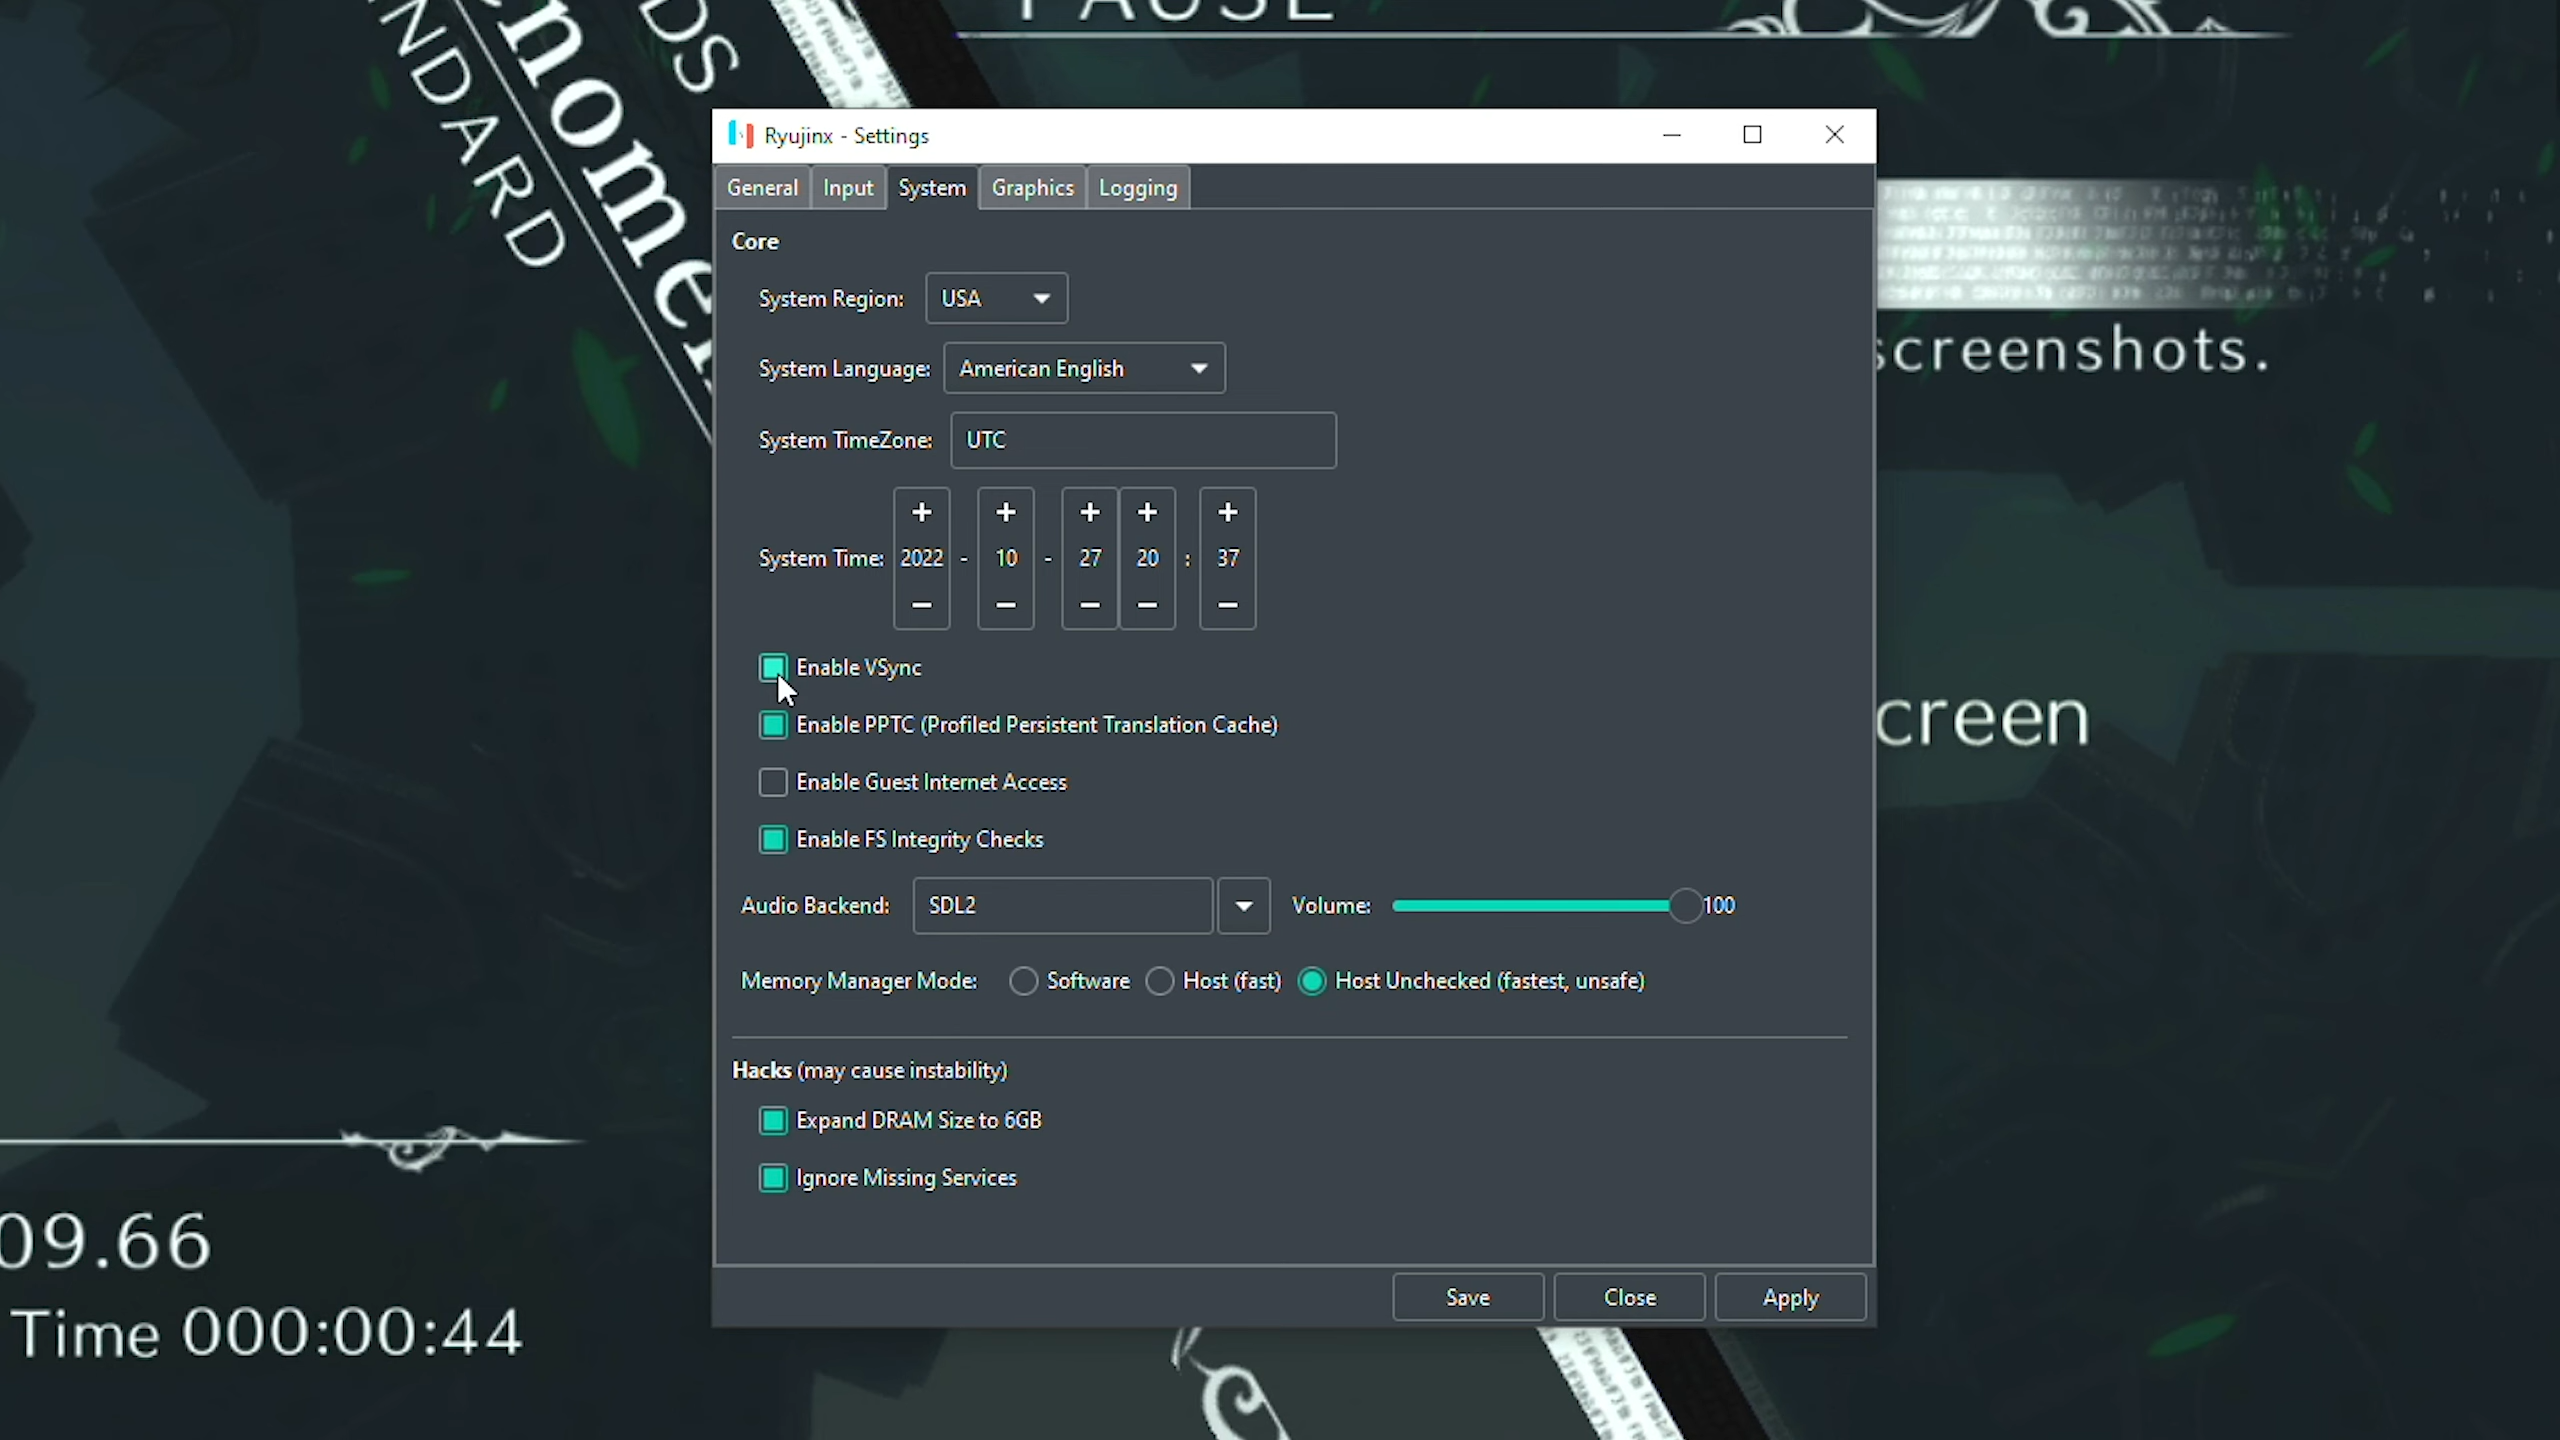 PAUSE
NDARD
nomen
DS
Ryujinx - Settings
General Input System Graphics Logging
Core
System Region: USA
System Language: American English
System TimeZone: UTC
+ + + + +
System Time: 2022 - 10 - 27 20 : 37
− − − − −
Enable VSync
Enable PPTC (Profiled Persistent Translation Cache)
Enable Guest Internet Access
Enable FS Integrity Checks
Audio Backend: SDL2 Volume: 100
Memory Manager Mode: Software Host (fast) Host Unchecked (fastest, unsafe)
Hacks (may cause instability)
Expand DRAM Size to 6GB
Ignore Missing Services
Save Close Apply
screenshots.
creen
09.66
Time 000:00:44